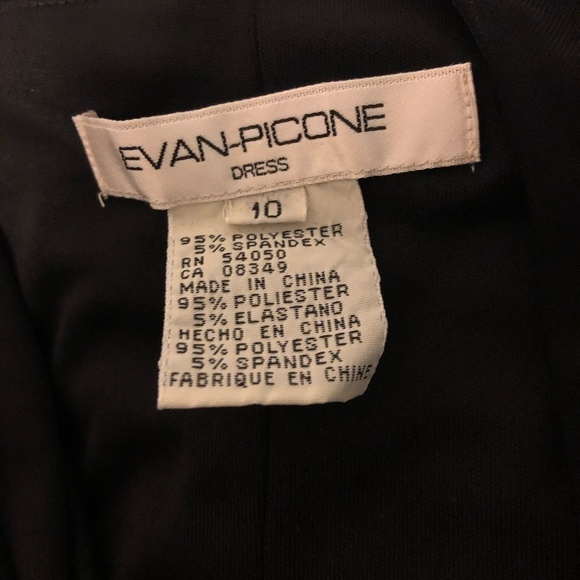 EVAN-PICONE
DRESS
10
95% POLYESTER
5% SPANDEX
RN 54050
CA 08349
MADE IN CHINA
95% POLIESTER
5% ELASTANO
HECHO EN CHINA
95% POLYESTER
5% SPANDEX
FABRIQUE EN CHINE